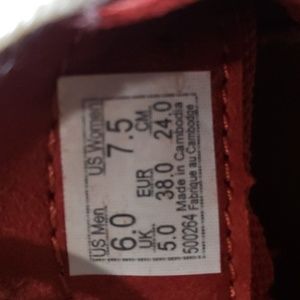 US Men US Women
6.0 7.5
UK EUR CM
5.0 38.0 24.0
Made in Cambodia
500264 Fabriqué au Cambodge